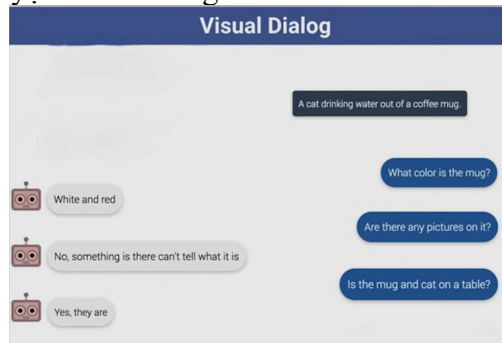 Visual Dialog
A cat drinking water out of a coffee mug.
What color is the mug?
White and red
Are there any pictures on it?
No, something is there can't tell what it is
Is the mug and cat on a table?
Yes, they are